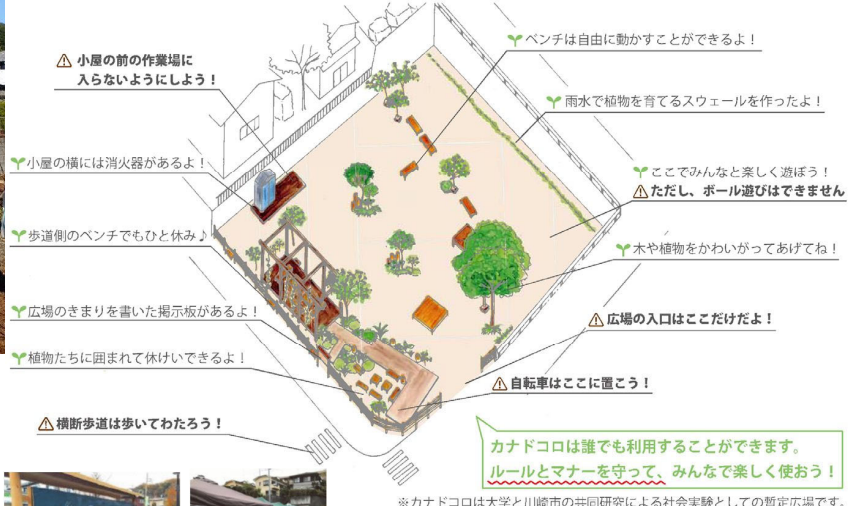 小屋の前の作業場に
入らないようにしよう！
ベンチは自由に動かすことができるよ！
雨水で植物を育てるスウェールを作ったよ！
小屋の横には消火器があるよ！
ここでみんなと楽しく遊ぼう！
ただし、ボール遊びはできません
歩道側のベンチでもひと休み♪
木や植物をかわいがってあげてね！
広場のきまりを書いた掲示板があるよ！
広場の入口はここだけだよ！
植物たちに囲まれて休けいできるよ！
自転車はここに置こう！
横断歩道は歩いてわたろう！
カナドコロは誰でも利用することができます。
ルールとマナーを守って、みんなで楽しく使おう！
※カナドコロは大学と川崎市の共同研究による社会実験としての暫定広場です。